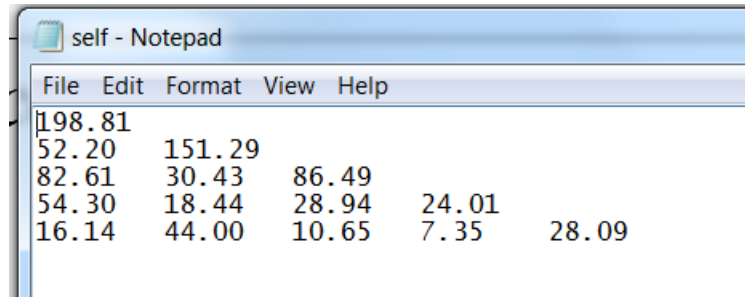 self - Notepad
File Edit Format View Help
198.81
52.20 151.29
82.61 30.43 86.49
54.30 18.44 28.94 24.01
16.14 44.00 10.65 7.35 28.09